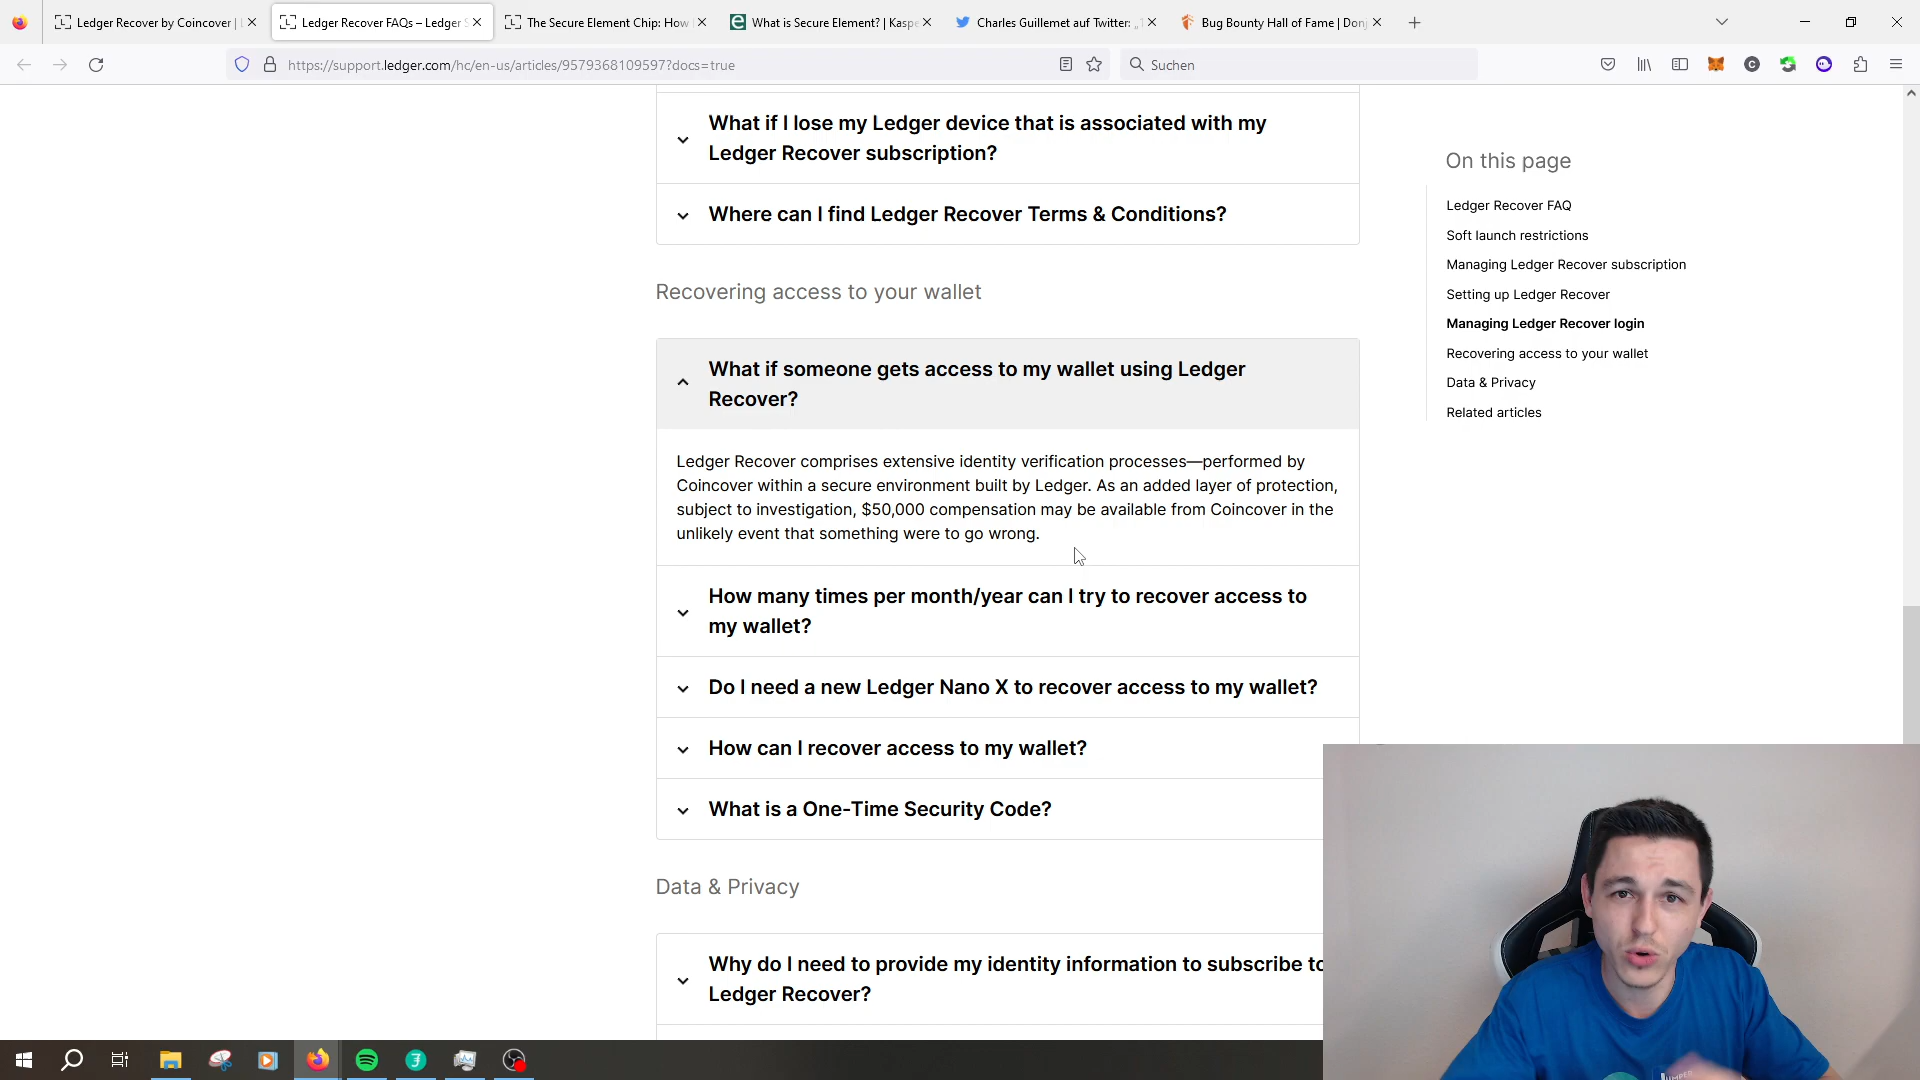 Ledger Recover by Coincover |
Ledger Recover FAQs – Ledger S
The Secure Element Chip: How
What is Secure Element? | Kaspe
Charles Guillemet auf Twitter: „
Bug Bounty Hall of Fame | Donj
https://support.ledger.com/hc/en-us/articles/9579368109597?docs=true
Suchen
What if I lose my Ledger device that is associated with my
Ledger Recover subscription?
Where can I find Ledger Recover Terms & Conditions?
Recovering access to your wallet
What if someone gets access to my wallet using Ledger
Recover?
Ledger Recover comprises extensive identity verification processes—performed by
Coincover within a secure environment built by Ledger. As an added layer of protection,
subject to investigation, $50,000 compensation may be available from Coincover in the
unlikely event that something were to go wrong.
How many times per month/year can I try to recover access to
my wallet?
Do I need a new Ledger Nano X to recover access to my wallet?
How can I recover access to my wallet?
What is a One-Time Security Code?
Data & Privacy
Why do I need to provide my identity information to subscribe to
Ledger Recover?
On this page
Ledger Recover FAQ
Soft launch restrictions
Managing Ledger Recover subscription
Setting up Ledger Recover
Managing Ledger Recover login
Recovering access to your wallet
Data & Privacy
Related articles